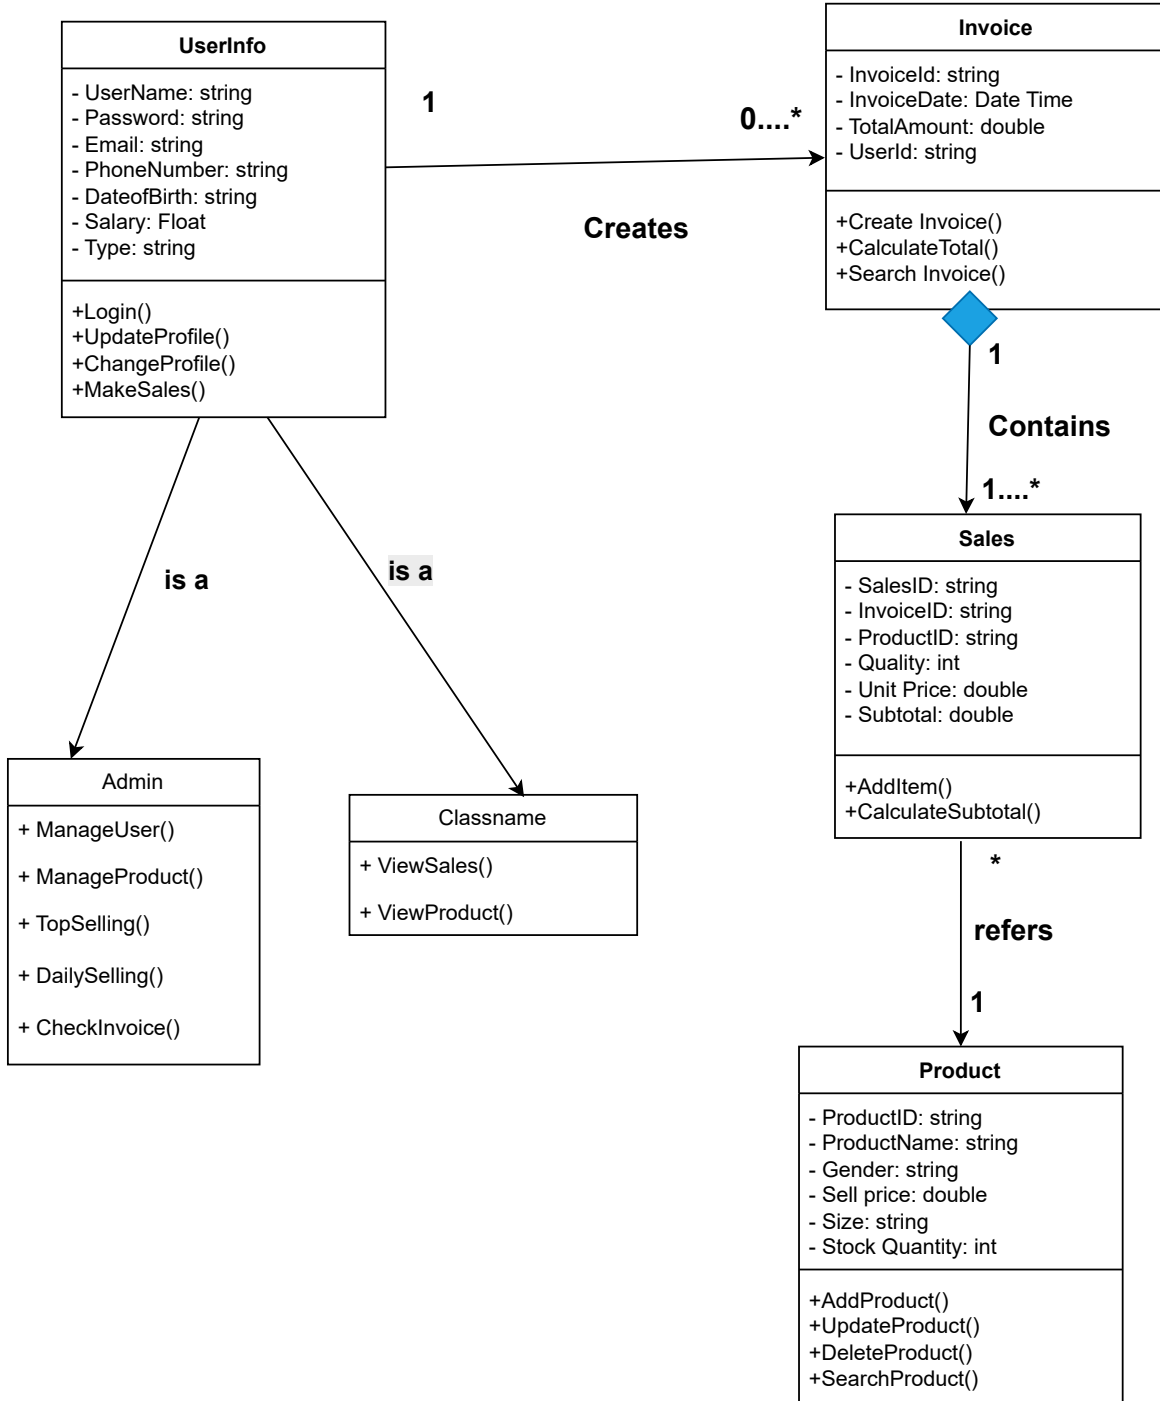 UserInfo
- UserName: string
- Password: string
- Email: string
- PhoneNumber: string
- DateofBirth: string
- Salary: Float
- Type: string
+Login()
+UpdateProfile()
+ChangeProfile()
+MakeSales()
1
0....*
Creates
Invoice
- InvoiceId: string
- InvoiceDate: Date Time
- TotalAmount: double
- UserId: string
+Create Invoice()
+CalculateTotal()
+Search Invoice()
1
Contains
1....*
is a
is a
Admin
+ ManageUser()
+ ManageProduct()
+ TopSelling()
+ DailySelling()
+ CheckInvoice()
Classname
+ ViewSales()
+ ViewProduct()
Sales
- SalesID: string
- InvoiceID: string
- ProductID: string
- Quality: int
- Unit Price: double
- Subtotal: double
+AddItem()
+CalculateSubtotal()
*
refers
1
Product
- ProductID: string
- ProductName: string
- Gender: string
- Sell price: double
- Size: string
- Stock Quantity: int
+AddProduct()
+UpdateProduct()
+DeleteProduct()
+SearchProduct()